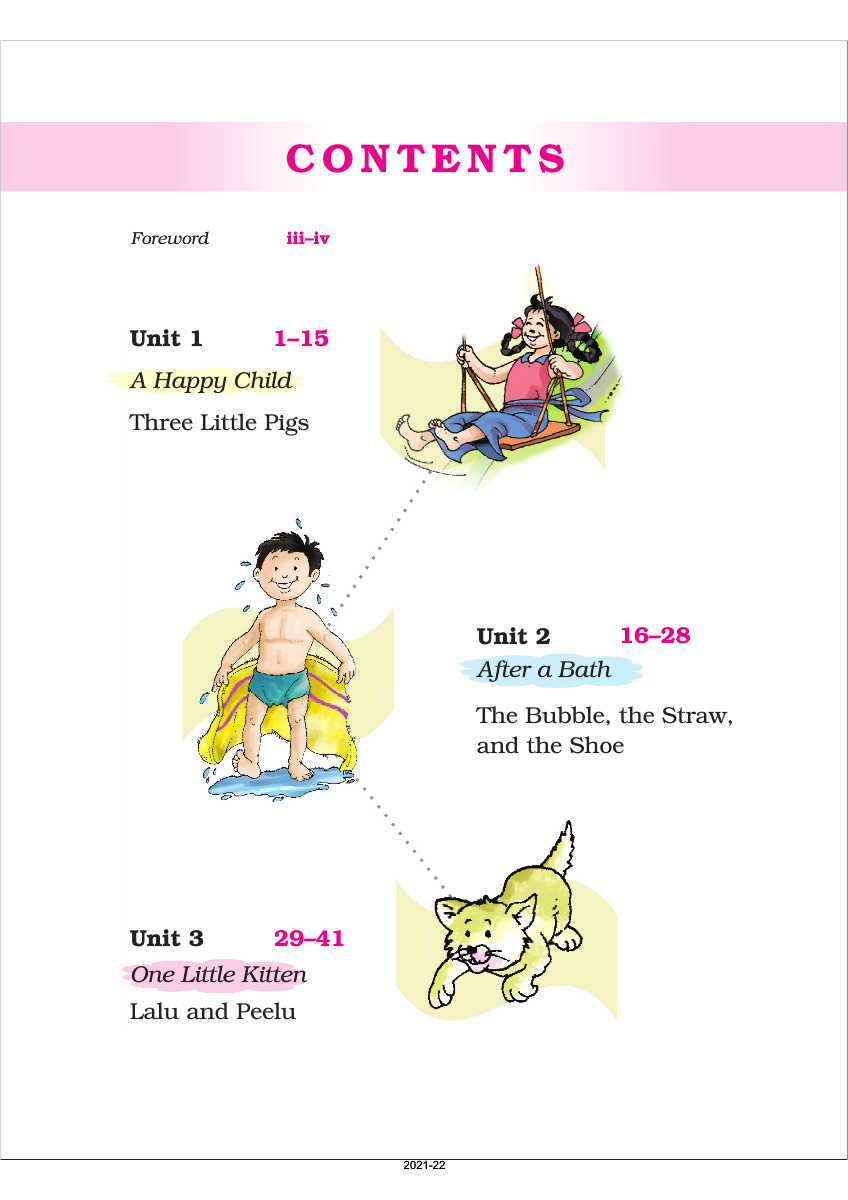 CONTENTS
Foreword iii–iv
Unit 1 1–15
A Happy Child
Three Little Pigs
Unit 2 16–28
After a Bath
The Bubble, the Straw,
and the Shoe
Unit 3 29–41
One Little Kitten
Lalu and Peelu
2021-22